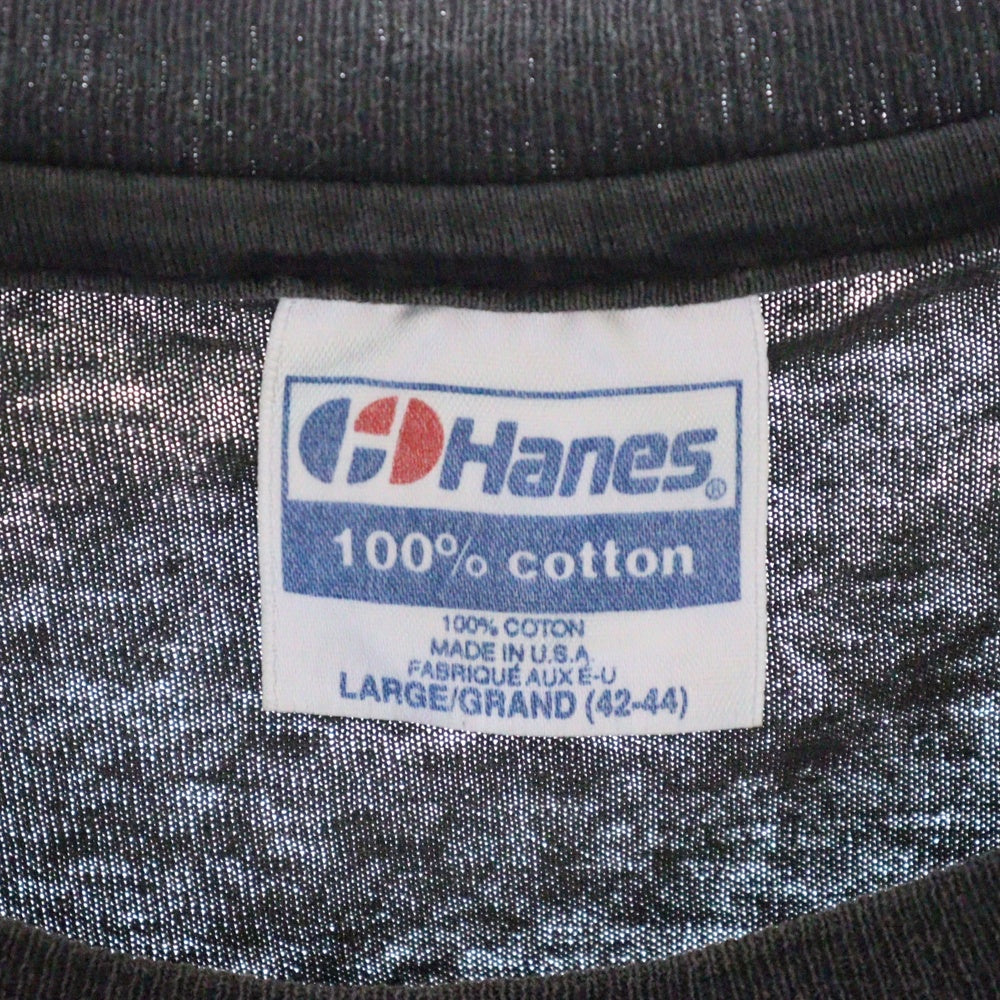 Hanes®
100% cotton
100% COTON
MADE IN U.S.A
FABRIQUÉ AUX É-U
LARGE/GRAND (42-44)